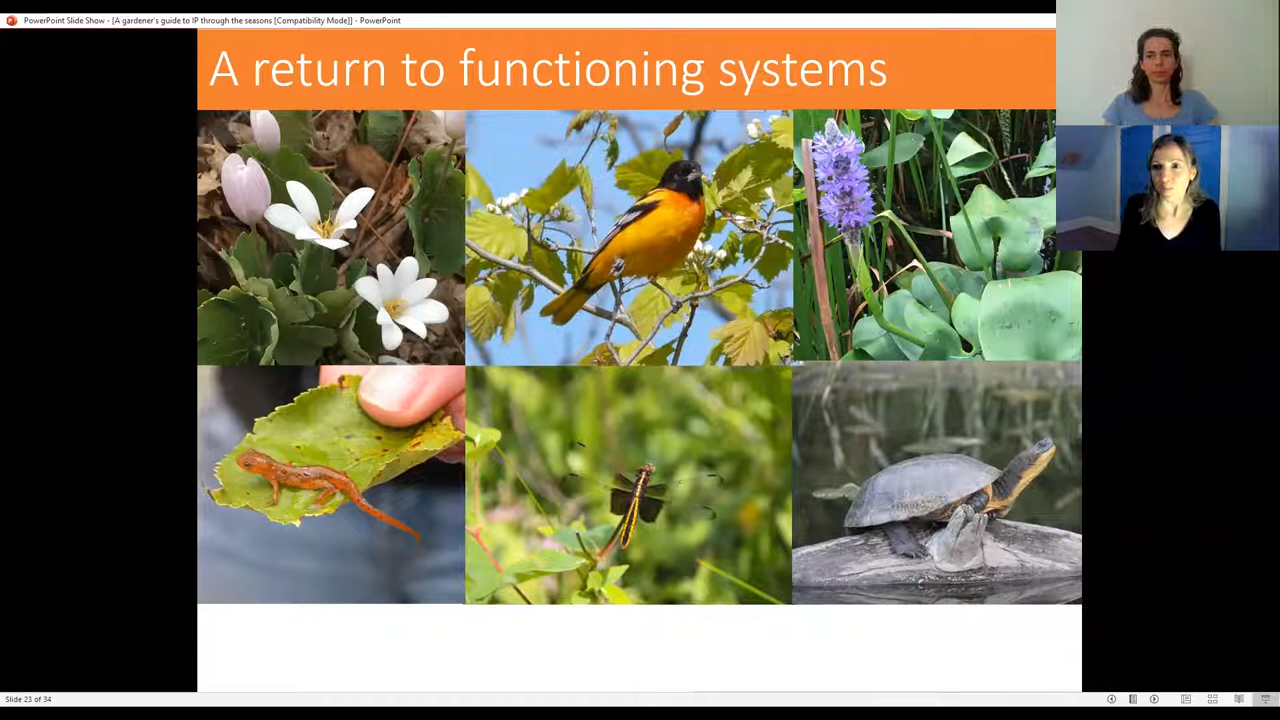 PowerPoint Slide Show - [A gardener's guide to IP through the seasons [Compatibility Mode]] - PowerPoint
A return to functioning systems
Slide 23 of 34